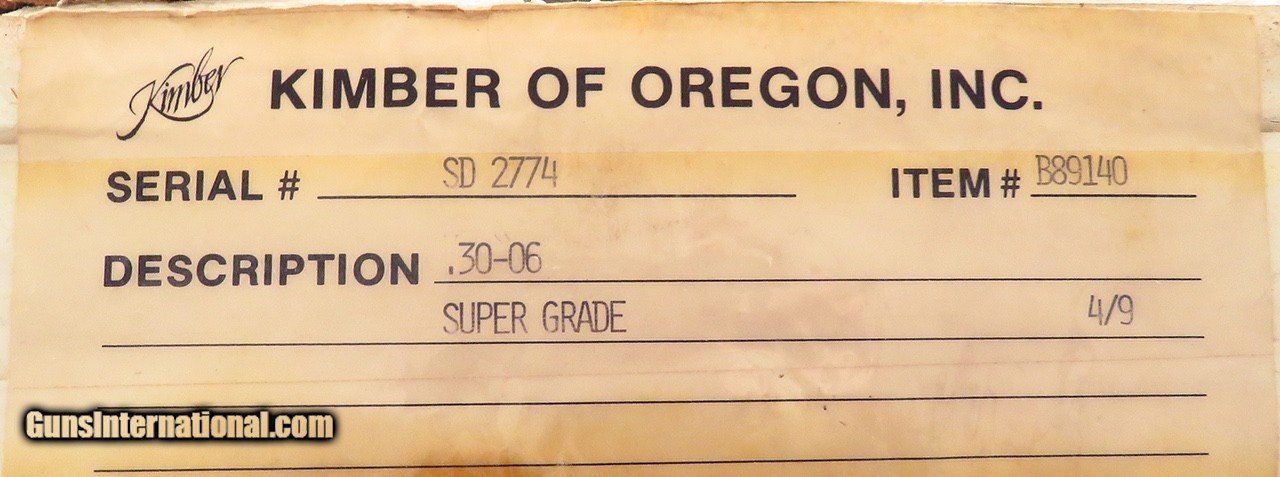 Kimber KIMBER OF OREGON, INC.
SERIAL # SD 2774 ITEM # B89140
DESCRIPTION .30-06
SUPER GRADE 4/9
GunsInternational.com